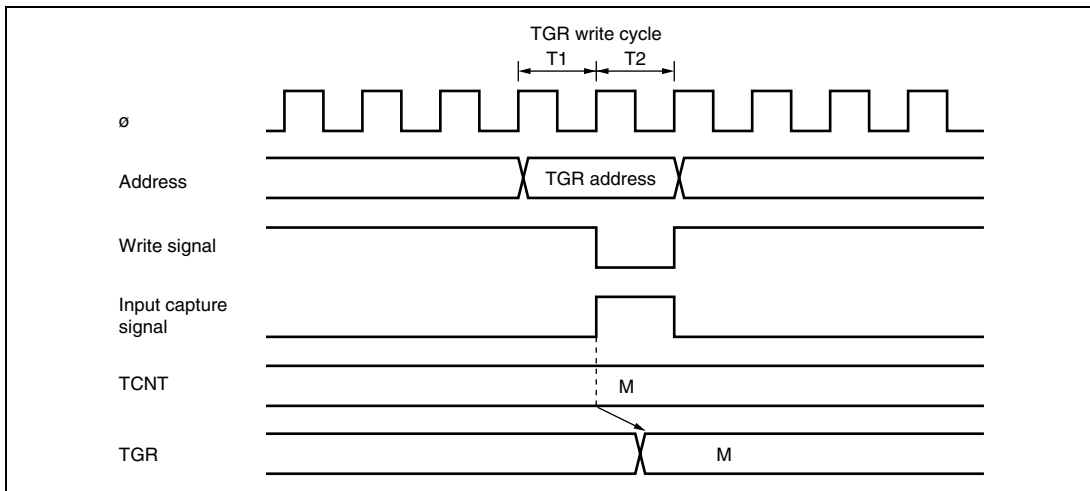 TGR write cycle
T1 T2
ø
Address TGR address
Write signal
Input capture
signal
TCNT M
TGR M